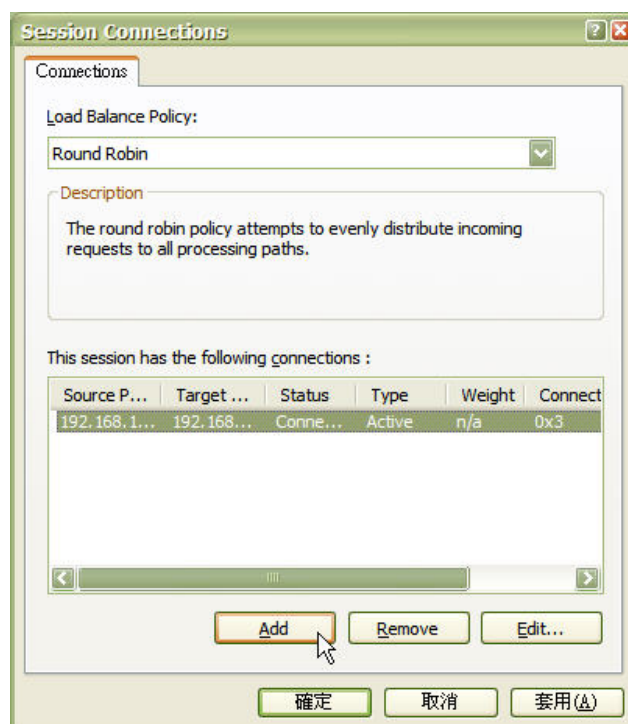 Session Connections
Connections
Load Balance Policy:
Round Robin
Description
The round robin policy attempts to evenly distribute incoming
requests to all processing paths.
This session has the following connections :
Source P... Target ... Status Type Weight Connect
192.168.1... 192.168... Conne... Active n/a 0x3
Add Remove Edit...
確定 取消 套用(A)